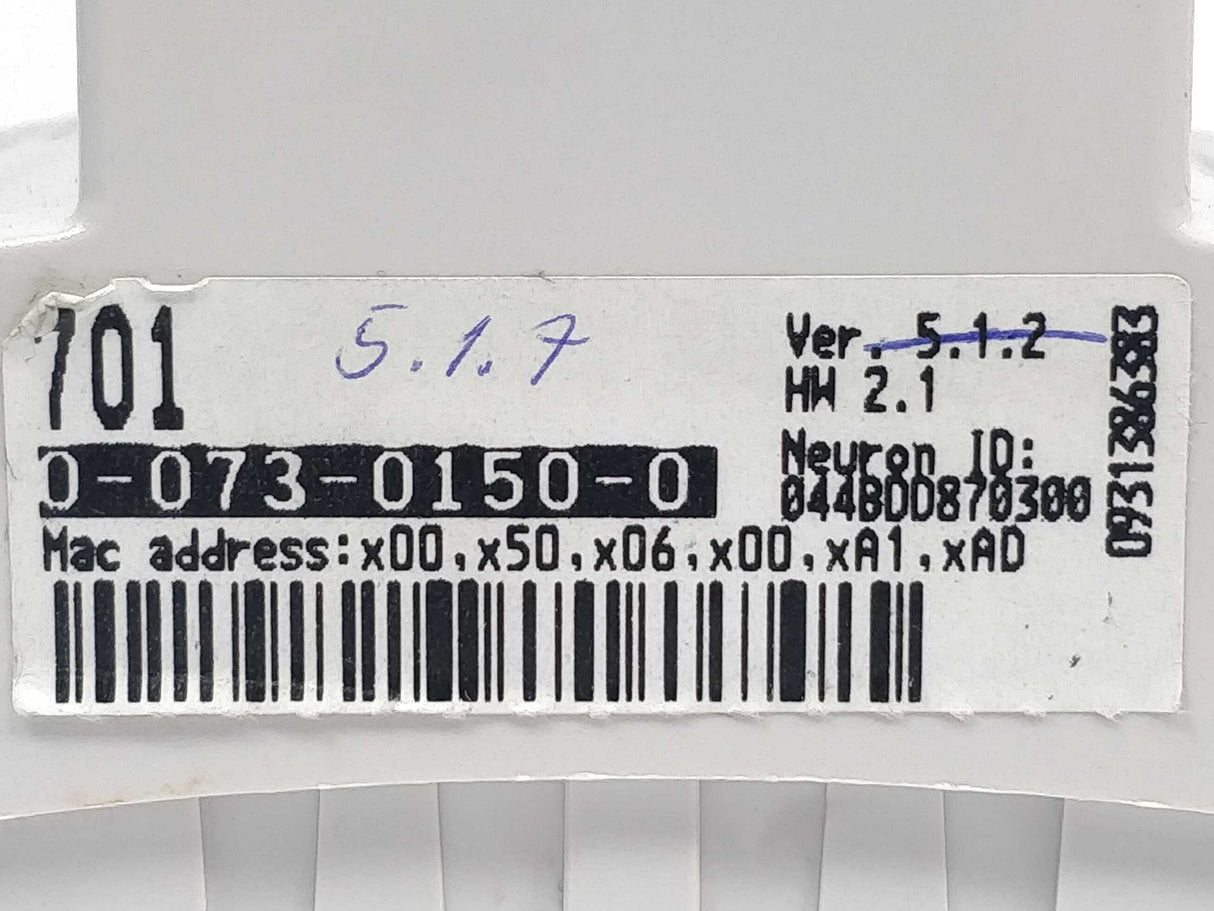 701
5.1.7
Ver. 5.1.2
HW 2.1
0-073-0150-0
Neuron ID:
044BDD870300
Mac address:x00,x50,x06,x00,xA1,xAD
0931386383